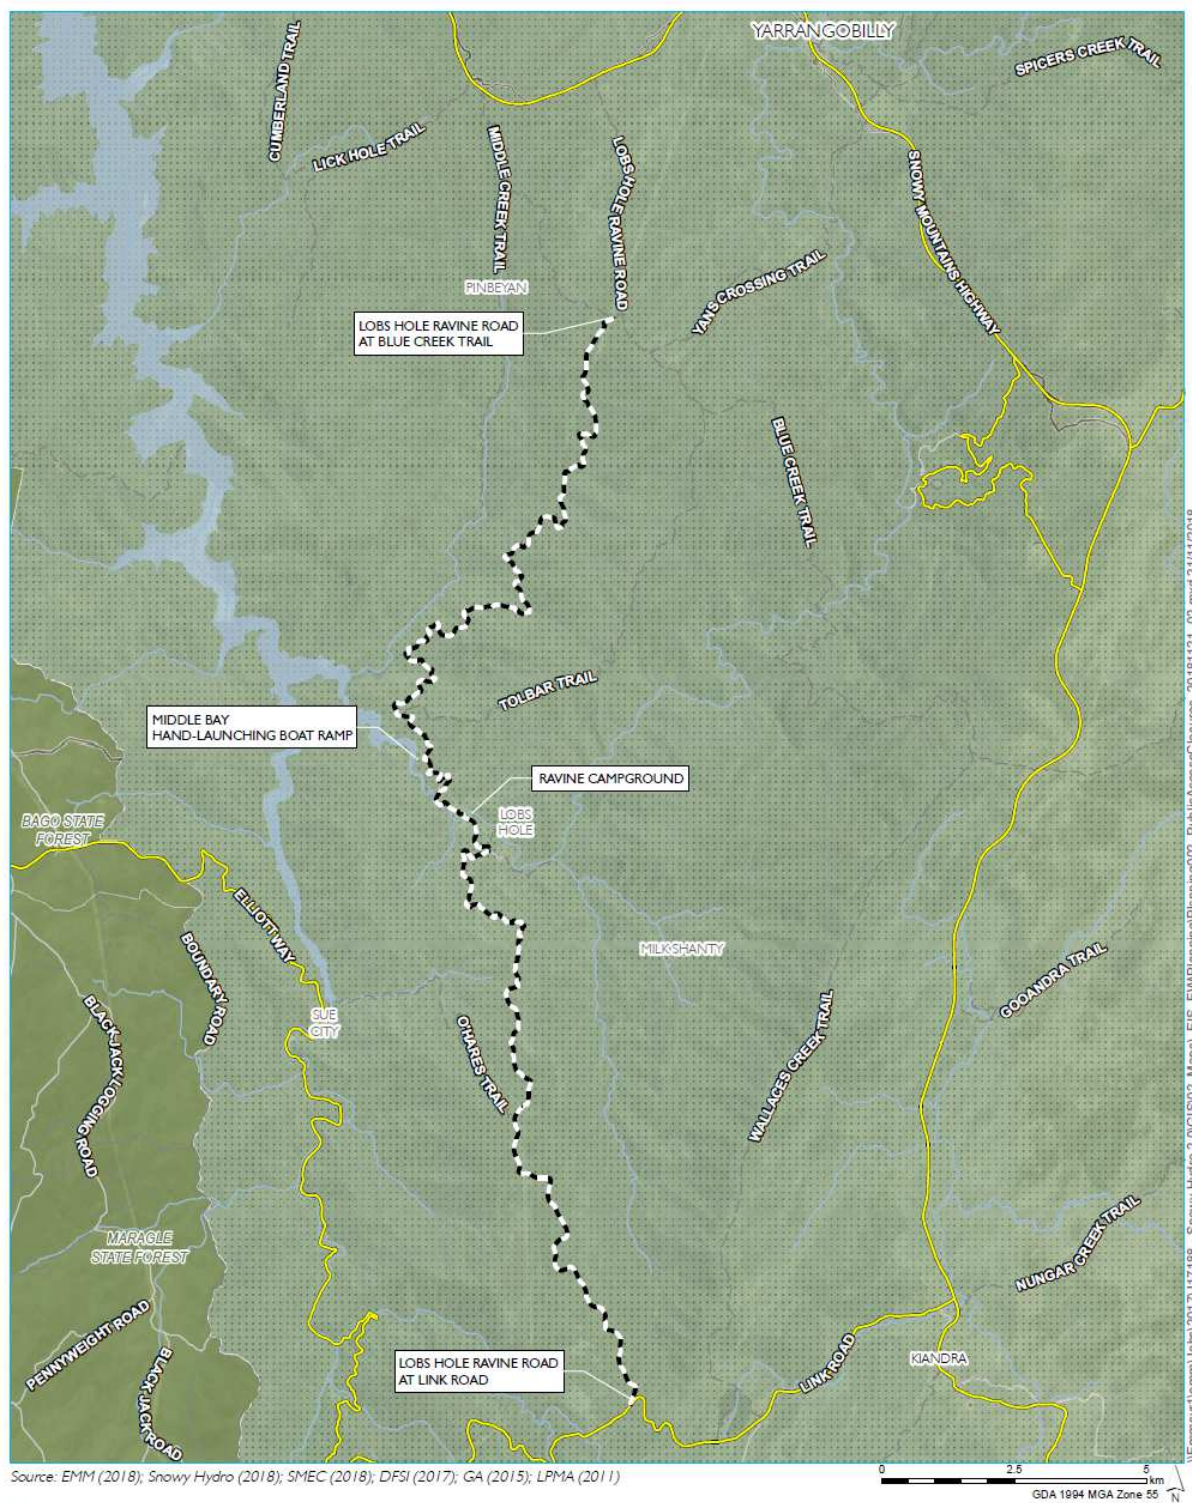 YARRANGOBILLY
SPICERS CREEK TRAIL
CUMBERLAND TRAIL
LICK HOLE TRAIL
MIDDLE CREEK TRAIL
LOBS HOLE RAVINE ROAD
SNOWY MOUNTAINS HIGHWAY
YANS CROSSING TRAIL
PINBEYAN
LOBS HOLE RAVINE ROAD
AT BLUE CREEK TRAIL
BLUE CREEK TRAIL
TOLBAR TRAIL
MIDDLE BAY
HAND-LAUNCHING BOAT RAMP
RAVINE CAMPGROUND
LOBS
HOLE
BAGO STATE
FOREST
ELLIOTT WAY
BOUNDARY ROAD
MILK SHANTY
GOOANDRA TRAIL
BLACK JACK LOGGING ROAD
SUE
CITY
O'HARES TRAIL
WALLACES CREEK TRAIL
MARAGLE
STATE FOREST
NUNGAR CREEK TRAIL
PENNYWEIGHT ROAD
BLACK JACK ROAD
LOBS HOLE RAVINE ROAD
AT LINK ROAD
LINK ROAD
KIANDRA
Source: EMM (2018); Snowy Hydro (2018); SMEC (2018); DFSI (2017); GA (2015); LPMA (2011)
0 2.5 5
km
GDA 1994 MGA Zone 55
N